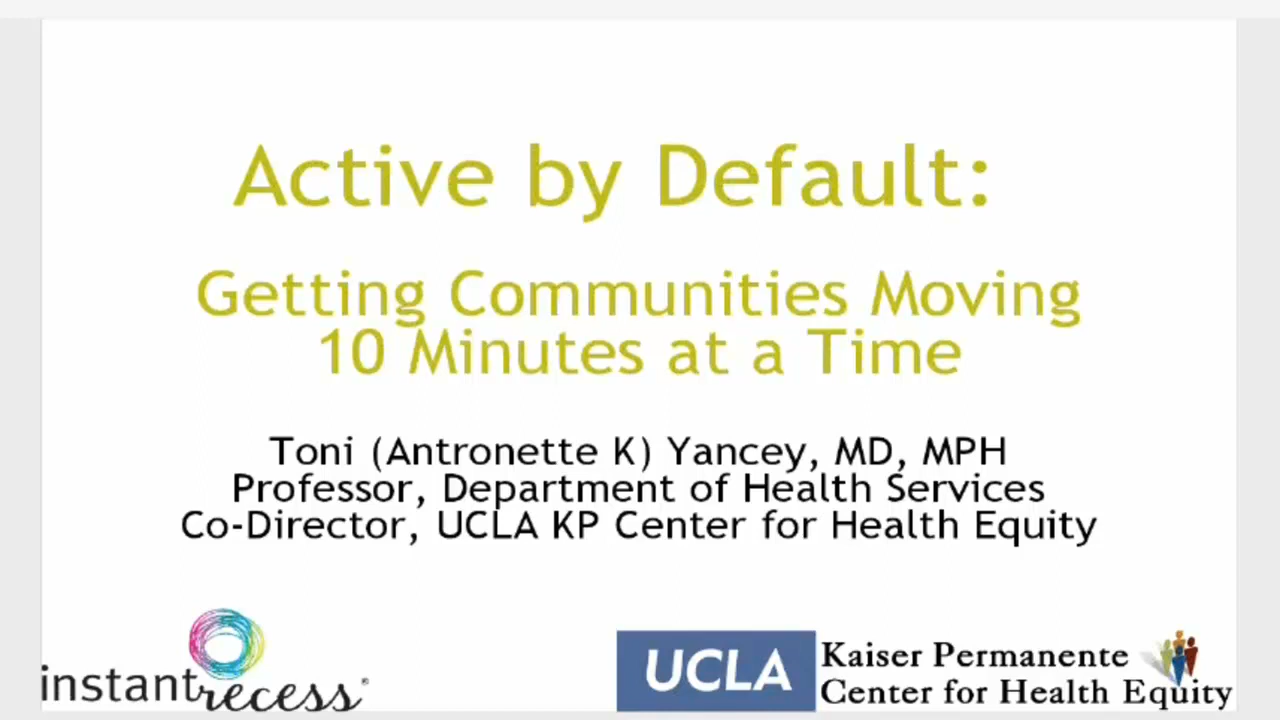 Active by Default:
Getting Communities Moving
10 Minutes at a Time
Toni (Antronette K) Yancey, MD, MPH
Professor, Department of Health Services
Co-Director, UCLA KP Center for Health Equity
instantrecess®
UCLA
Kaiser Permanente
Center for Health Equity